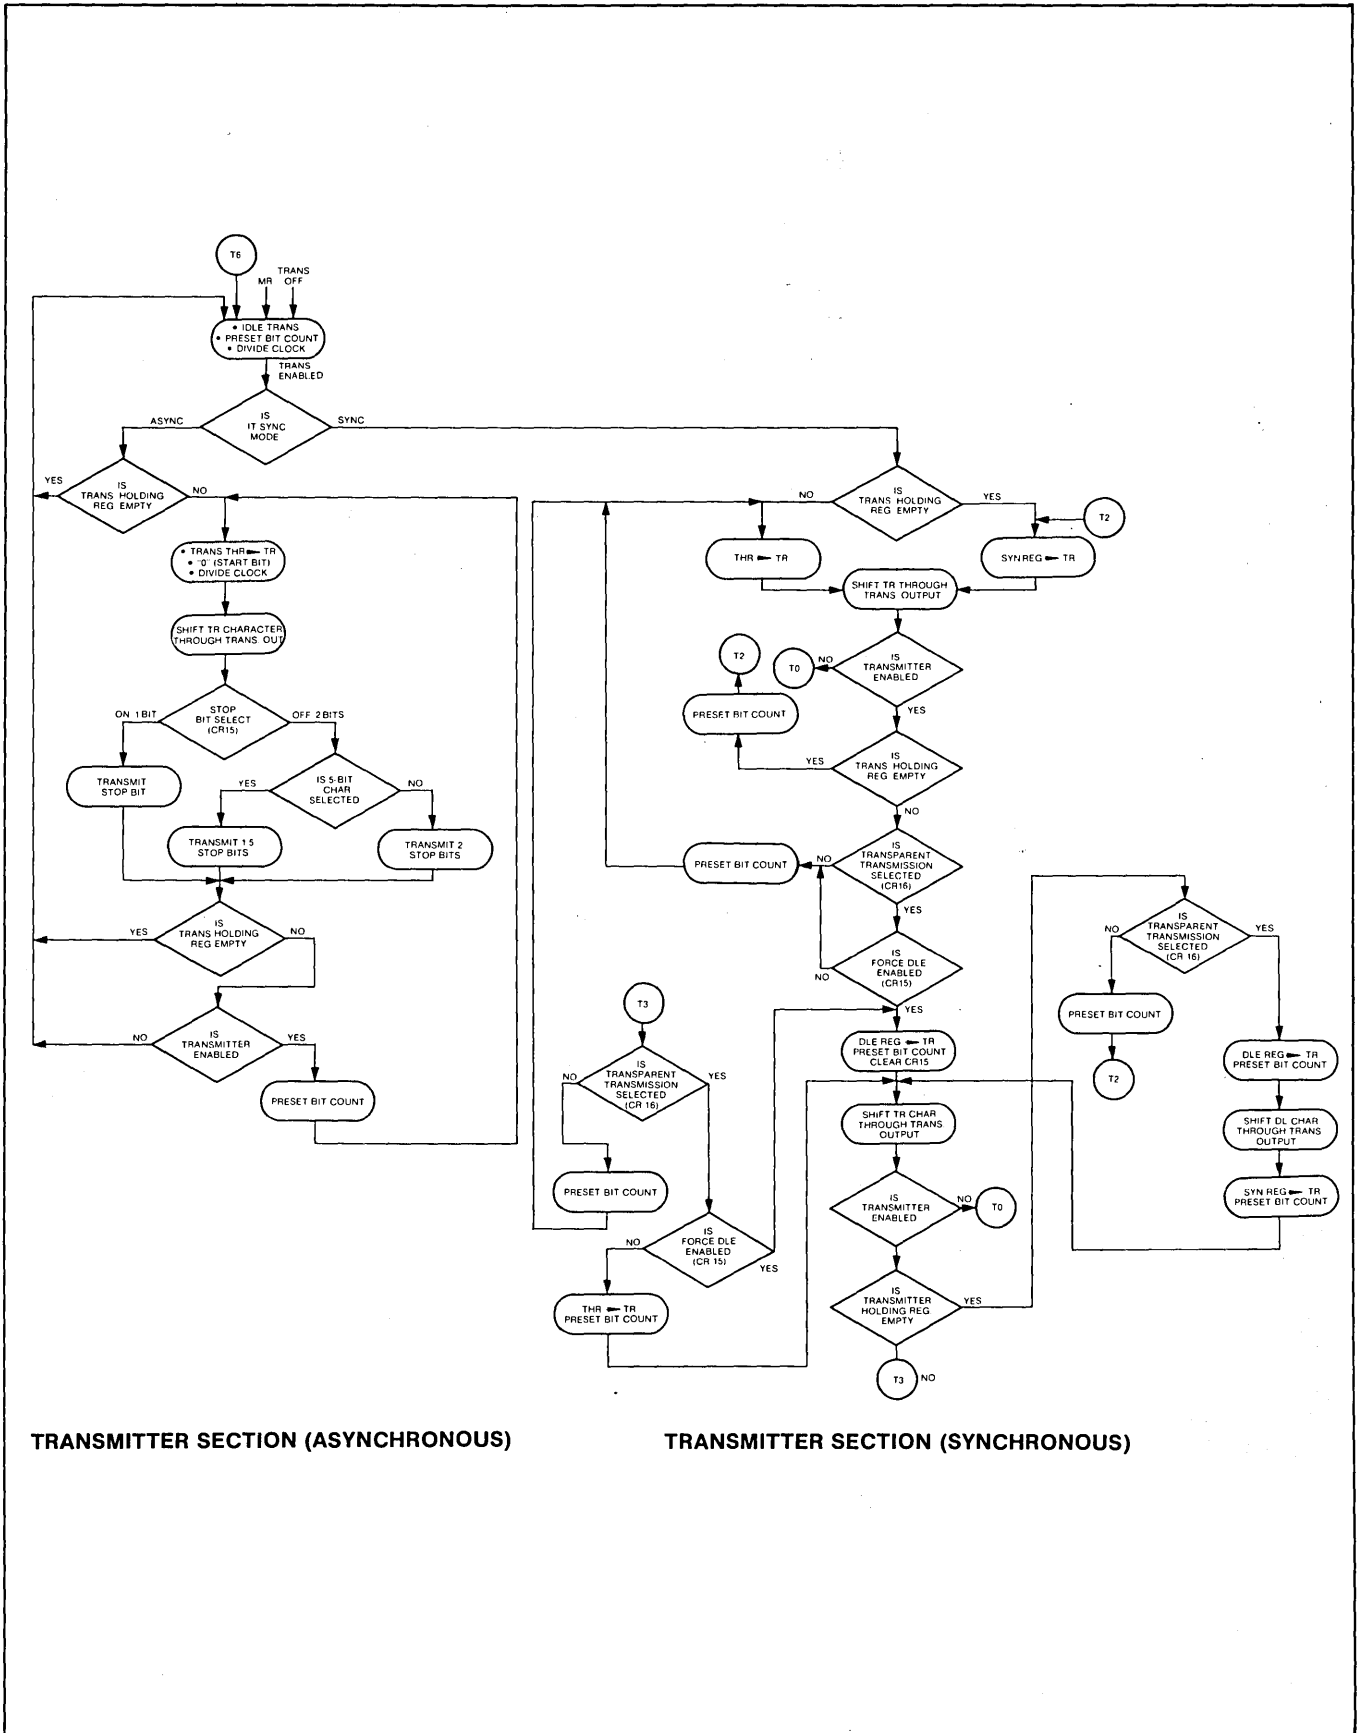 T6
MR
TRANS
OFF
• IDLE TRANS
• PRESET BIT COUNT
• DIVIDE CLOCK
TRANS
ENABLED
ASYNC
IS
IT SYNC
MODE
SYNC
YES
IS
TRANS HOLDING
REG EMPTY
NO
• TRANS THR ► TR
• "0" (START BIT)
• DIVIDE CLOCK
SHIFT TR CHARACTER
THROUGH TRANS. OUT
ON 1 BIT
STOP
BIT SELECT
(CR15)
OFF 2 BITS
TRANSMIT
STOP BIT
YES
IS 5-BIT
CHAR
SELECTED
NO
TRANSMIT 1 5
STOP BITS
TRANSMIT 2
STOP BITS
YES
IS
TRANS HOLDING
REG EMPTY
NO
NO
IS
TRANSMITTER
ENABLED
YES
PRESET BIT COUNT
NO
IS
TRANS HOLDING
REG EMPTY
YES
T2
THR ► TR
SYN REG ► TR
SHIFT TR THROUGH
TRANS OUTPUT
T2
T0
NO
IS
TRANSMITTER
ENABLED
YES
PRESET BIT COUNT
YES
IS
TRANS HOLDING
REG EMPTY
NO
PRESET BIT COUNT
NO
IS
TRANSPARENT
TRANSMISSION
SELECTED
(CR16)
YES
NO
IS
FORCE DLE
ENABLED
(CR15)
YES
DLE REG ► TR
PRESET BIT COUNT
CLEAR CR15
T3
NO
IS
TRANSPARENT
TRANSMISSION
SELECTED
(CR 16)
YES
PRESET BIT COUNT
NO
IS
FORCE DLE
ENABLED
(CR 15)
YES
THR ► TR
PRESET BIT COUNT
SHIFT TR CHAR
THROUGH TRANS
OUTPUT
IS
TRANSMITTER
ENABLED
NO
T0
IS
TRANSMITTER
HOLDING REG.
EMPTY
YES
T3
NO
NO
IS
TRANSPARENT
TRANSMISSION
SELECTED
(CR 16)
YES
PRESET BIT COUNT
T2
DLE REG ► TR
PRESET BIT COUNT
SHIFT DL CHAR
THROUGH TRANS
OUTPUT
SYN REG ► TR
PRESET BIT COUNT
TRANSMITTER SECTION (ASYNCHRONOUS)
TRANSMITTER SECTION (SYNCHRONOUS)